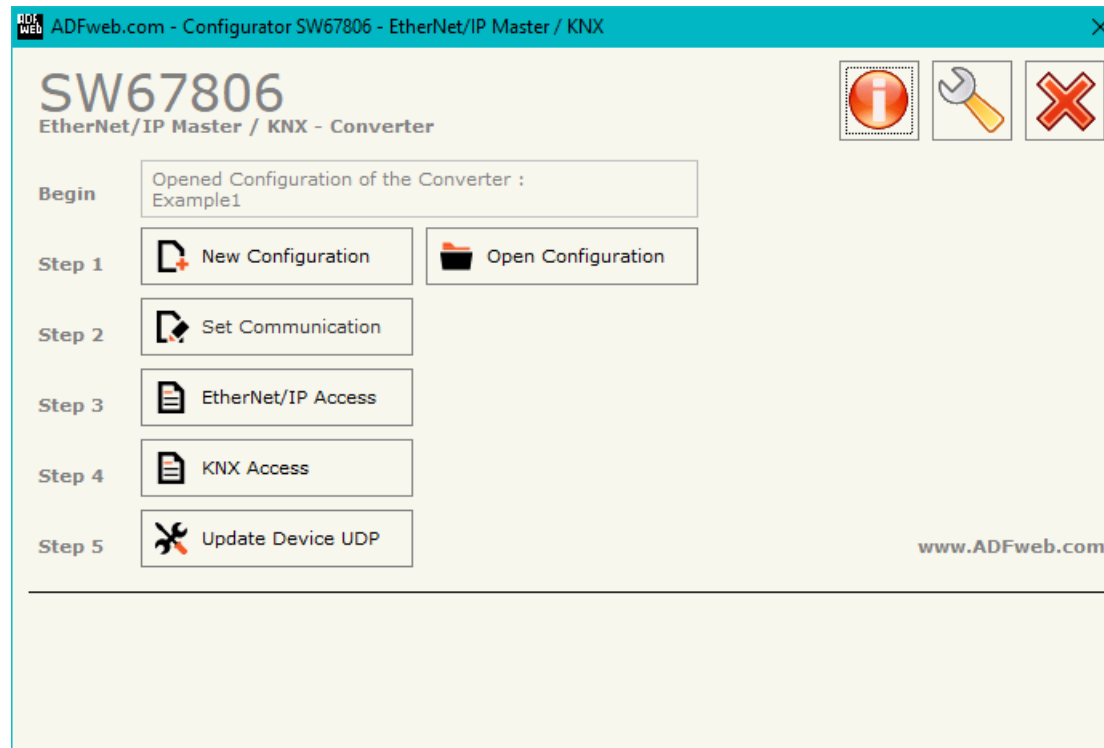 ADF
WEB
ADFweb.com - Configurator SW67806 - EtherNet/IP Master / KNX
SW67806
EtherNet/IP Master / KNX - Converter
Begin
Opened Configuration of the Converter :
Example1
Step 1
New Configuration
Open Configuration
Step 2
Set Communication
Step 3
EtherNet/IP Access
Step 4
KNX Access
Step 5
Update Device UDP
www.ADFweb.com